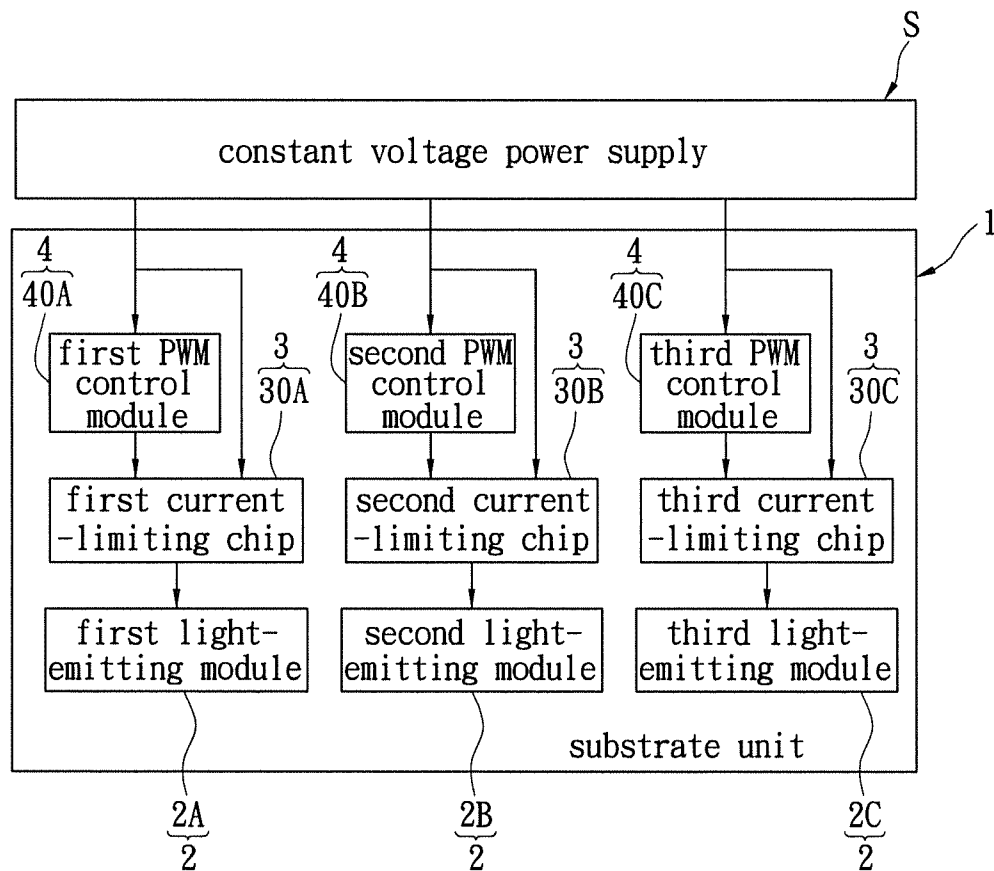 S
constant voltage power supply
1
4
40A
4
40B
4
40C
first PWM
control
module
second PWM
control
module
third PWM
control
module
3
30A
3
30B
3
30C
first current
-limiting chip
second current
-limiting chip
third current
-limiting chip
first light-
emitting module
second light-
emitting module
third light-
emitting module
substrate unit
2A
2
2B
2
2C
2